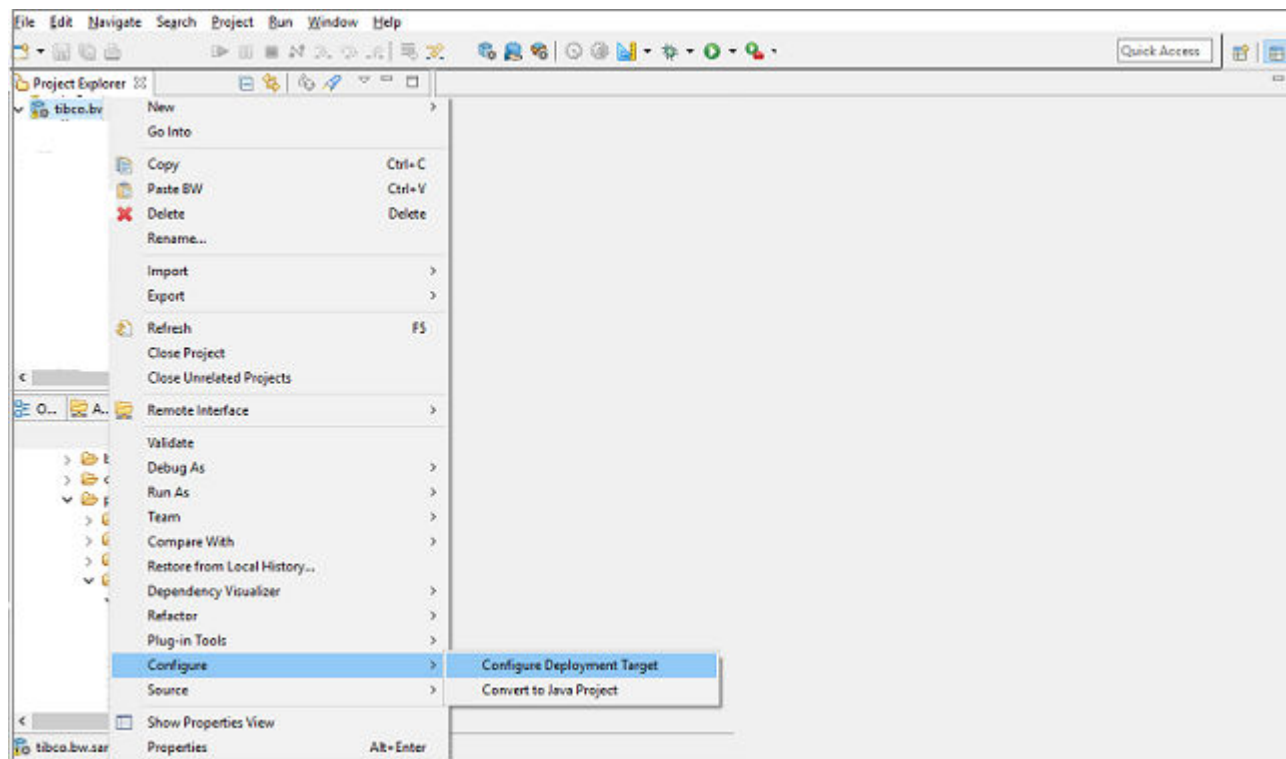 File Edit Navigate Search Project Run Window Help
Quick Access
Project Explorer
tibco.bw
New
Go Into
Copy Ctrl+C
Paste BW Ctrl+V
Delete Delete
Rename...
Import
Export
Refresh F5
Close Project
Close Unrelated Projects
O... A..
Remote Interface
Validate
Debug As
Run As
Team
Compare With
Restore from Local History...
Dependency Visualizer
Refactor
Plug-in Tools
Configure
Configure Deployment Target
Source
Convert to Java Project
Show Properties View
tibco.bw.sar
Properties Alt+Enter